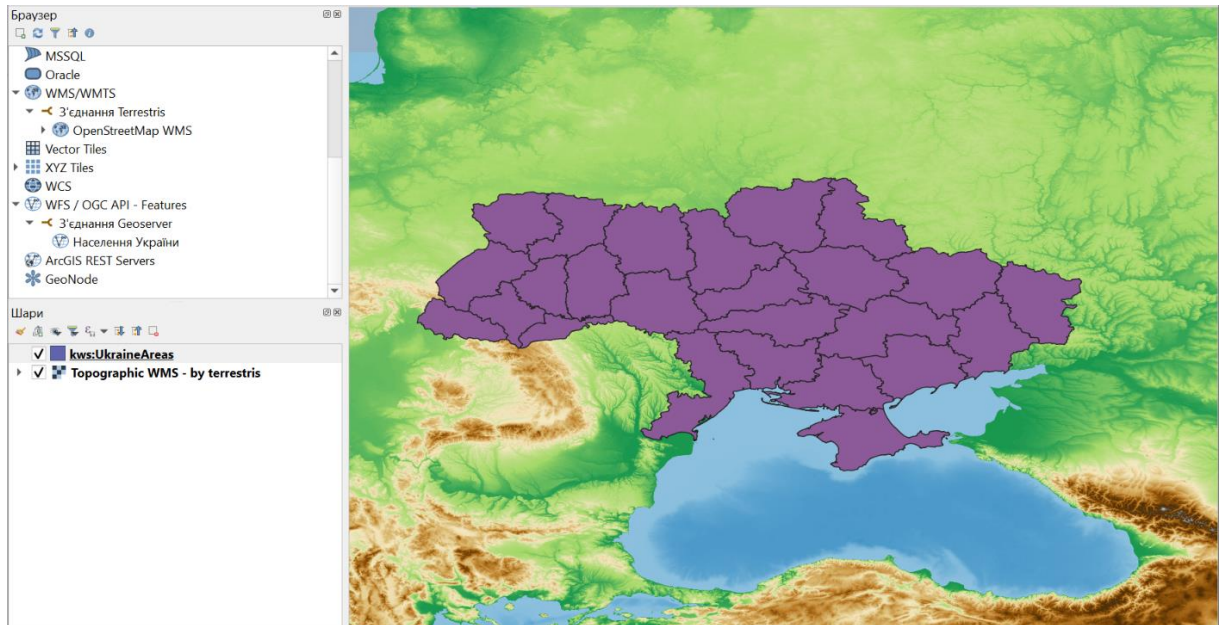 Браузер
MSSQL
Oracle
WMS/WMTS
З'єднання Terrestris
OpenStreetMap WMS
Vector Tiles
XYZ Tiles
WCS
WFS / OGC API - Features
З'єднання Geoserver
Населення України
ArcGIS REST Servers
GeoNode
Шари
kws:UkraineAreas
Topographic WMS - by terrestris